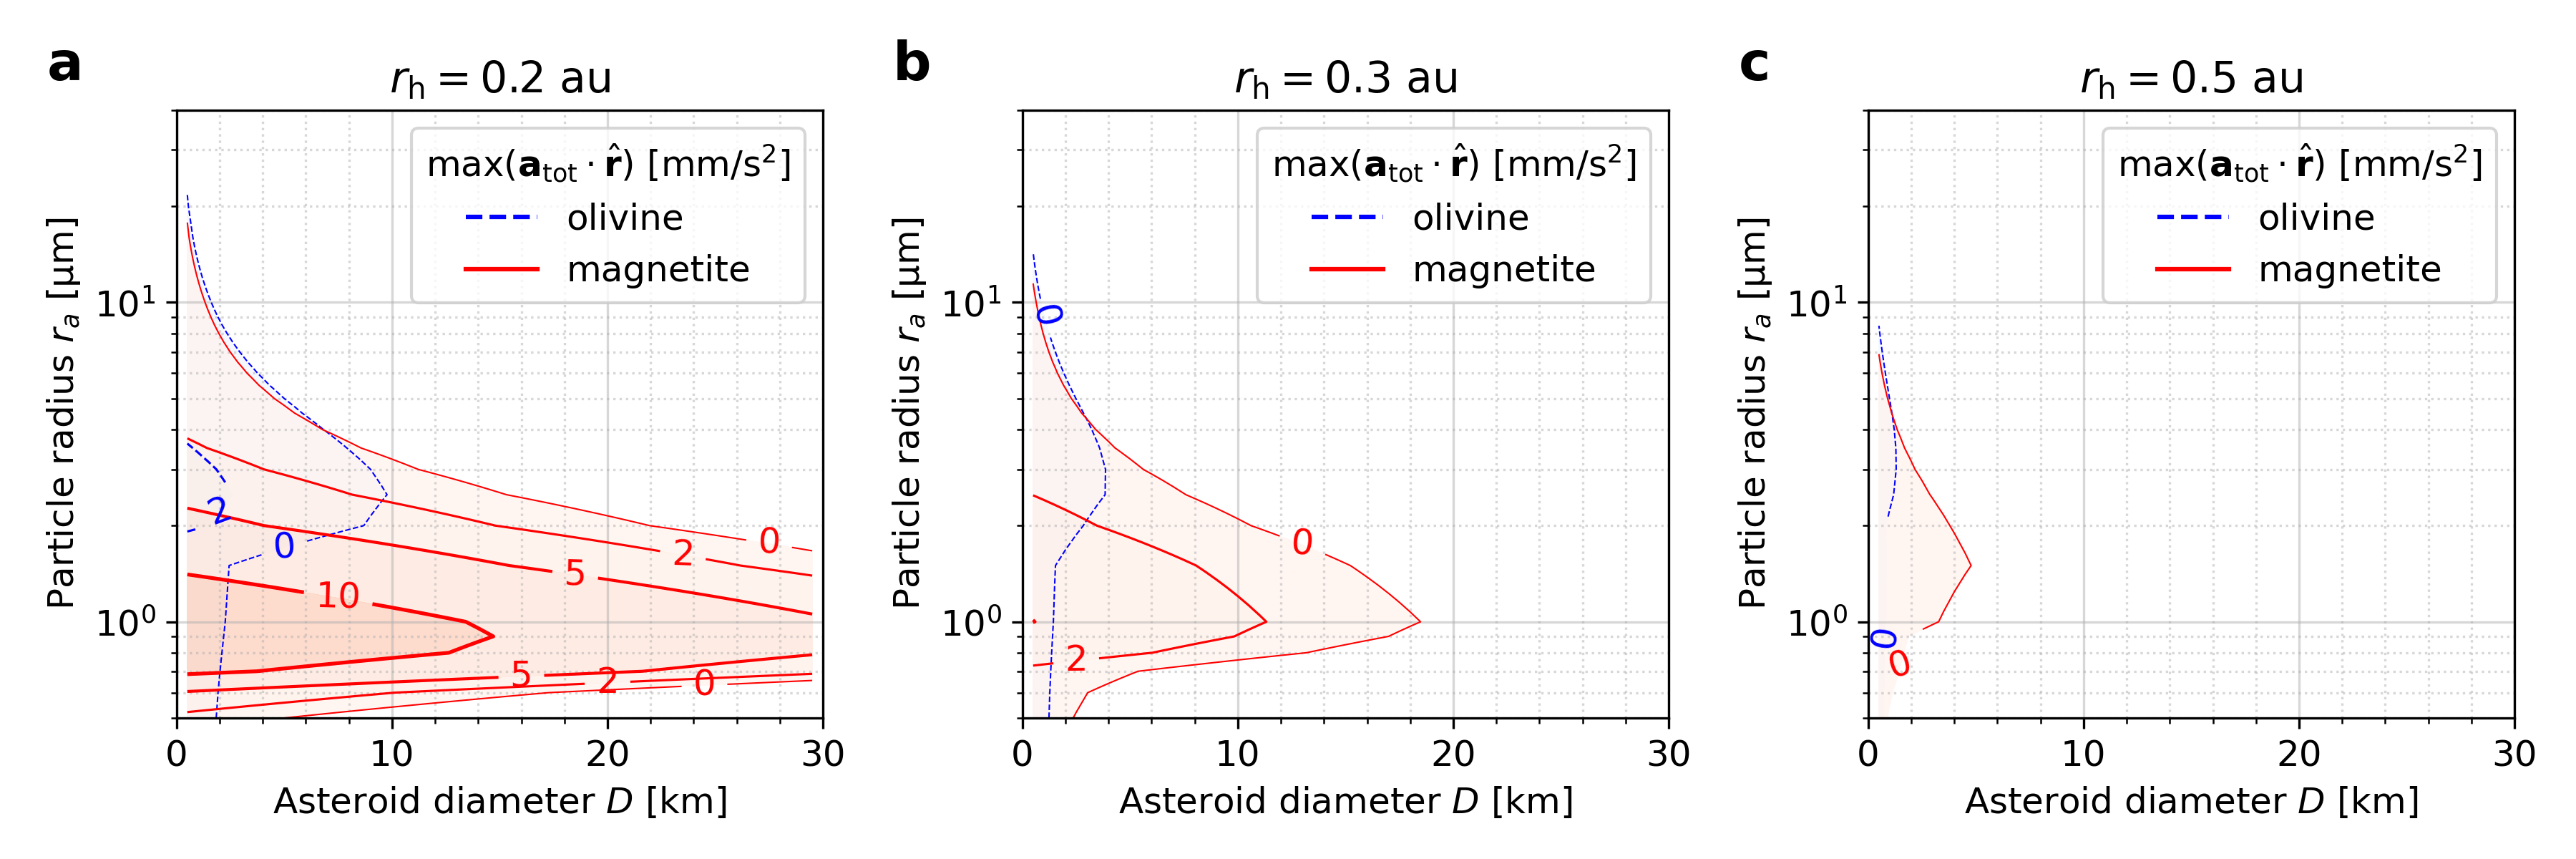 a
r_h = 0.2 au
max(a_tot · r̂) [mm/s²]
olivine
magnetite
Particle radius r_a [µm]
10¹
10⁰
2
0
10
5
2
0
5
2
0
0
10
20
30
Asteroid diameter D [km]
b
r_h = 0.3 au
max(a_tot · r̂) [mm/s²]
olivine
magnetite
Particle radius r_a [µm]
10¹
10⁰
0
0
2
0
10
20
30
Asteroid diameter D [km]
c
r_h = 0.5 au
max(a_tot · r̂) [mm/s²]
olivine
magnetite
Particle radius r_a [µm]
10¹
10⁰
0
0
0
10
20
30
Asteroid diameter D [km]